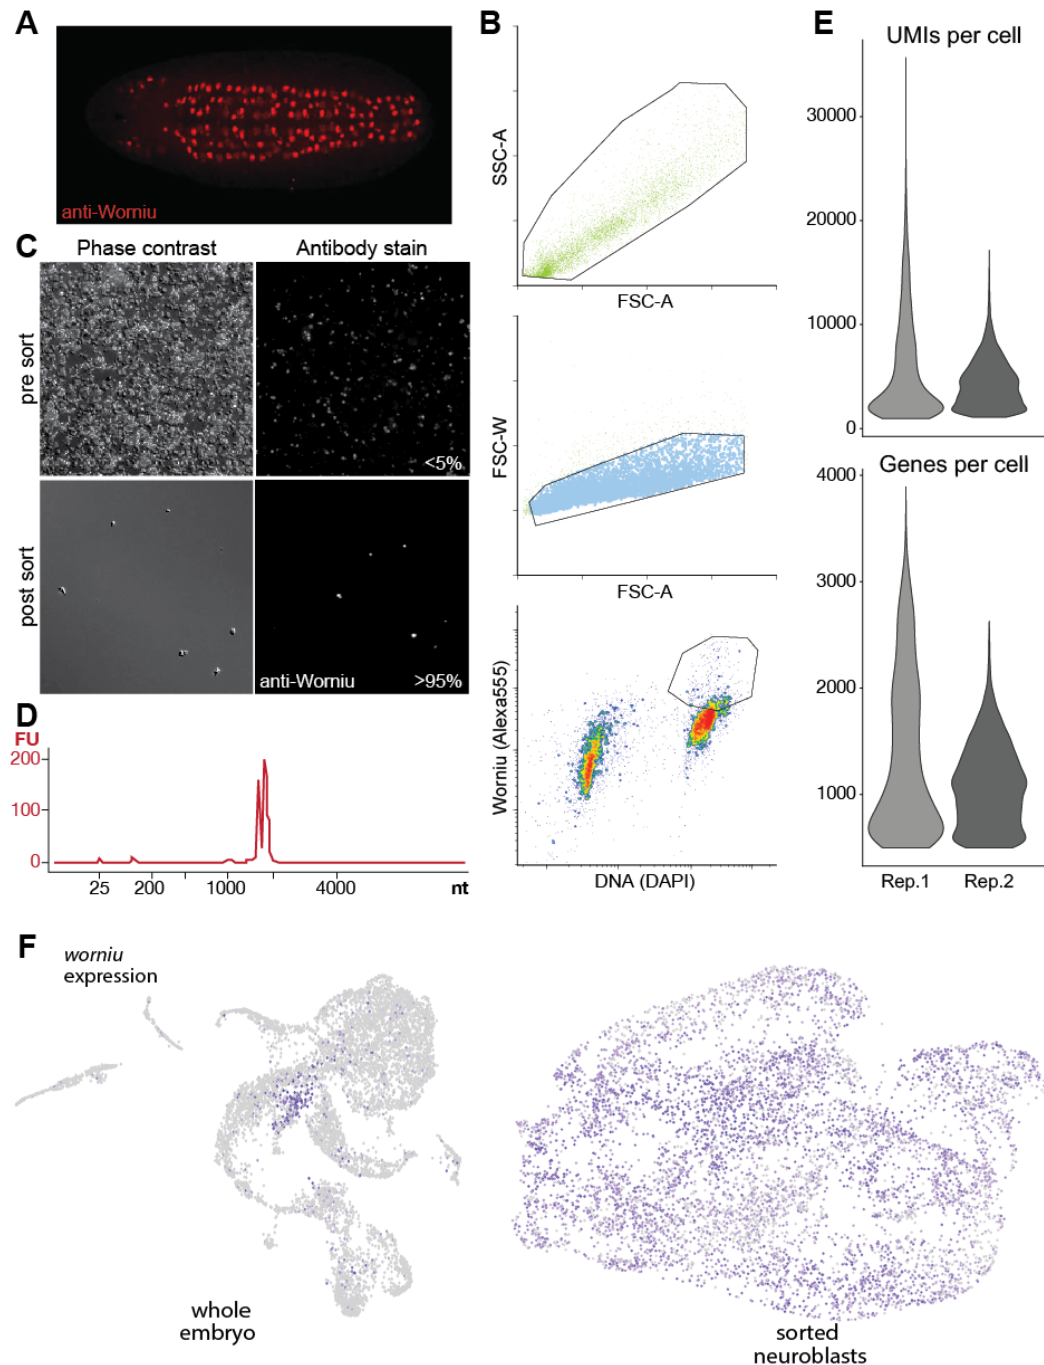 A
anti-Worniu
B
SSC-A
FSC-A
FSC-W
FSC-A
Worniu (Alexa555)
DNA (DAPI)
C
Phase contrast
Antibody stain
pre sort
<5%
post sort
anti-Worniu
>95%
D
FU
200
100
0
25
200
1000
4000
nt
E
UMIs per cell
30000
20000
10000
0
Genes per cell
4000
3000
2000
1000
Rep.1
Rep.2
F
worniu
expression
whole
embryo
sorted
neuroblasts